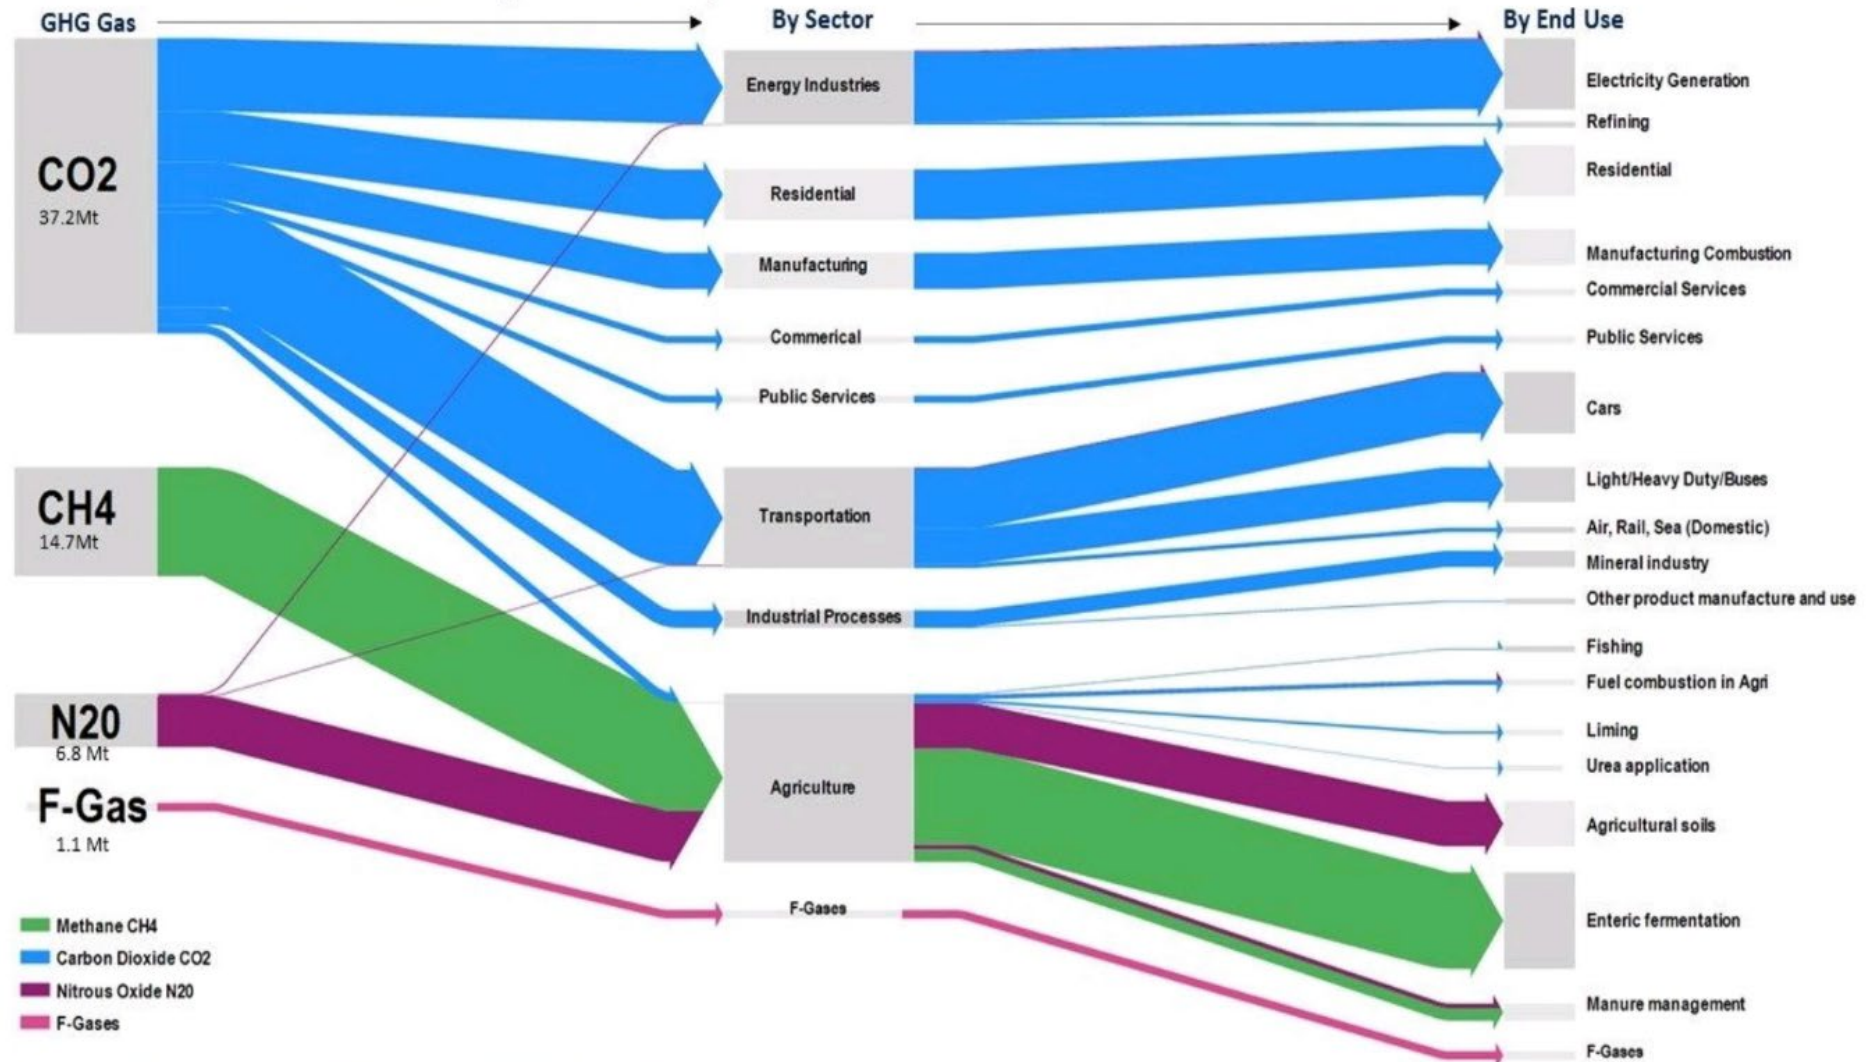 GHG Gas
By Sector
By End Use
CO2
37.2Mt
CH4
14.7Mt
N20
6.8 Mt
F-Gas
1.1 Mt
Methane CH4
Carbon Dioxide CO2
Nitrous Oxide N20
F-Gases
Energy Industries
Residential
Manufacturing
Commerical
Public Services
Transportation
Industrial Processes
Agriculture
F-Gases
Electricity Generation
Refining
Residential
Manufacturing Combustion
Commercial Services
Public Services
Cars
Light/Heavy Duty/Buses
Air, Rail, Sea (Domestic)
Mineral industry
Other product manufacture and use
Fishing
Fuel combustion in Agri
Liming
Urea application
Agricultural soils
Enteric fermentation
Manure management
F-Gases